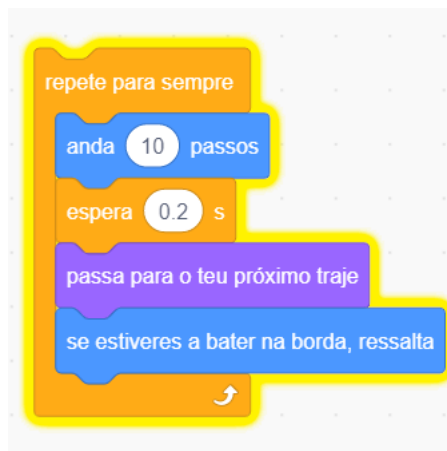 repete para sempre
anda 10 passos
espera 0.2 s
passa para o teu próximo traje
se estiveres a bater na borda, ressalta